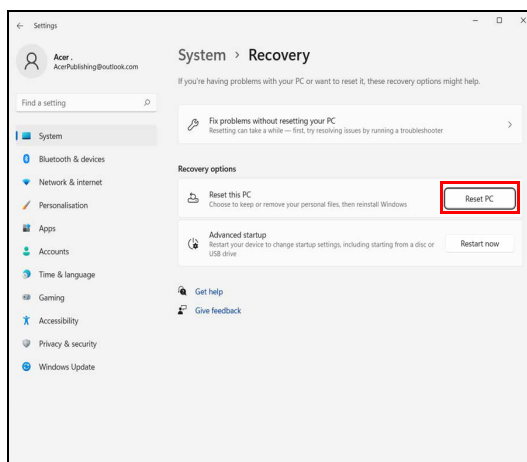 Settings
Acer .
AcerPublishing@outlook.com
Find a setting
System
Bluetooth & devices
Network & internet
Personalisation
Apps
Accounts
Time & language
Gaming
Accessibility
Privacy & security
Windows Update
System > Recovery
If you're having problems with your PC or want to reset it, these recovery options might help.
Fix problems without resetting your PC
Resetting can take a while — first, try resolving issues by running a troubleshooter
Recovery options
Reset this PC
Choose to keep or remove your personal files, then reinstall Windows
Reset PC
Advanced startup
Restart your device to change startup settings, including starting from a disc or
USB drive
Restart now
Get help
Give feedback